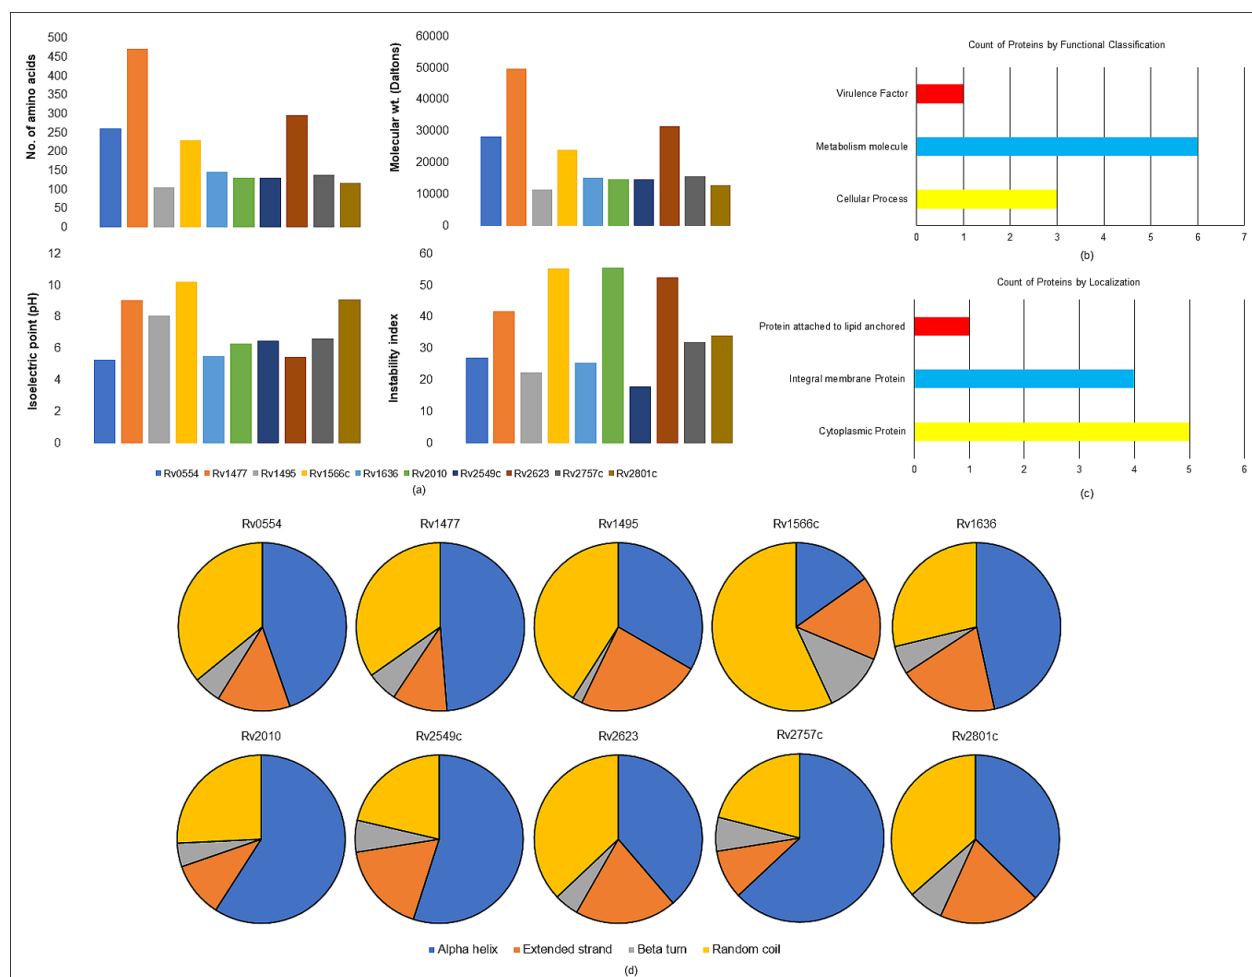 No. of amino acids
500
450
400
350
300
250
200
150
100
50
0
Molecular wt. (Daltons)
60000
50000
40000
30000
20000
10000
0
Isoelectric point (pH)
12
10
8
6
4
2
0
Instability index
60
50
40
30
20
10
0
Rv0554 Rv1477 Rv1495 Rv1566c Rv1636 Rv2010 Rv2549c Rv2623 Rv2757c Rv2801c
(a)
Count of Proteins by Functional Classification
Virulence Factor
Metabolism molecule
Cellular Process
0 1 2 3 4 5 6 7
(b)
Count of Proteins by Localization
Protein attached to lipid anchored
Integral membrane Protein
Cytoplasmic Protein
0 1 2 3 4 5 6
(c)
Rv0554 Rv1477 Rv1495 Rv1566c Rv1636
Rv2010 Rv2549c Rv2623 Rv2757c Rv2801c
Alpha helix Extended strand Beta turn Random coil
(d)